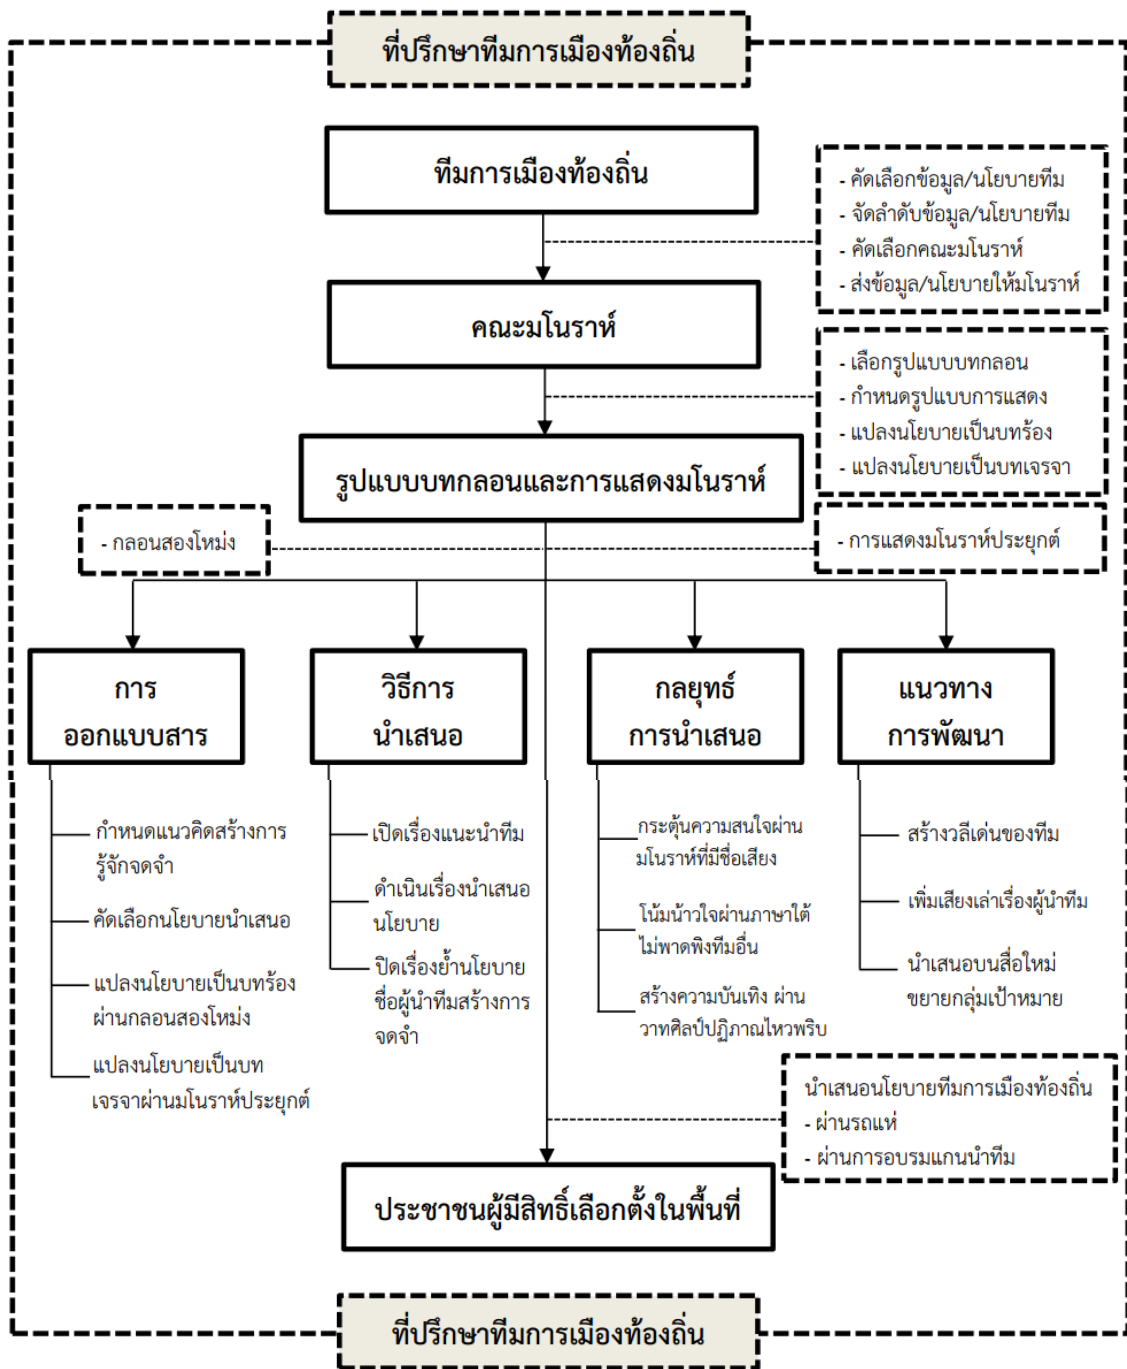 ที่ปรึกษาทีมการเมืองท้องถิ่น
ทีมการเมืองท้องถิ่น
- คัดเลือกข้อมูล/นโยบายทีม
- จัดลำดับข้อมูล/นโยบายทีม
- คัดเลือกคณะมโนราห์
- ส่งข้อมูล/นโยบายให้มโนราห์
คณะมโนราห์
- เลือกรูปแบบบทกลอน
- กำหนดรูปแบบการแสดง
- แปลงนโยบายเป็นบทร้อง
- แปลงนโยบายเป็นบทเจรจา
รูปแบบบทกลอนและการแสดงมโนราห์
- กลอนสองโหม่ง
- การแสดงมโนราห์ประยุกต์
การ
ออกแบบสาร
กำหนดแนวคิดสร้างการ
รู้จักจดจำ
คัดเลือกนโยบายนำเสนอ
แปลงนโยบายเป็นบทร้อง
ผ่านกลอนสองโหม่ง
แปลงนโยบายเป็นบท
เจรจาผ่านมโนราห์ประยุกต์
วิธีการ
นำเสนอ
เปิดเรื่องแนะนำทีม
ดำเนินเรื่องนำเสนอ
นโยบาย
ปิดเรื่องย้ำนโยบาย
ชื่อผู้นำทีมสร้างการ
จดจำ
กลยุทธ์
การนำเสนอ
กระตุ้นความสนใจผ่าน
มโนราห์ที่มีชื่อเสียง
โน้มน้าวใจผ่านภาษาใต้
ไม่พาดพิงทีมอื่น
สร้างความบันเทิง ผ่าน
วาทศิลป์ปฏิภาณไหวพริบ
แนวทาง
การพัฒนา
สร้างวลีเด่นของทีม
เพิ่มเสียงเล่าเรื่องผู้นำทีม
นำเสนอบนสื่อใหม่
ขยายกลุ่มเป้าหมาย
นำเสนอนโยบายทีมการเมืองท้องถิ่น
- ผ่านรถแห่
- ผ่านการอบรมแกนนำทีม
ประชาชนผู้มีสิทธิ์เลือกตั้งในพื้นที่
ที่ปรึกษาทีมการเมืองท้องถิ่น